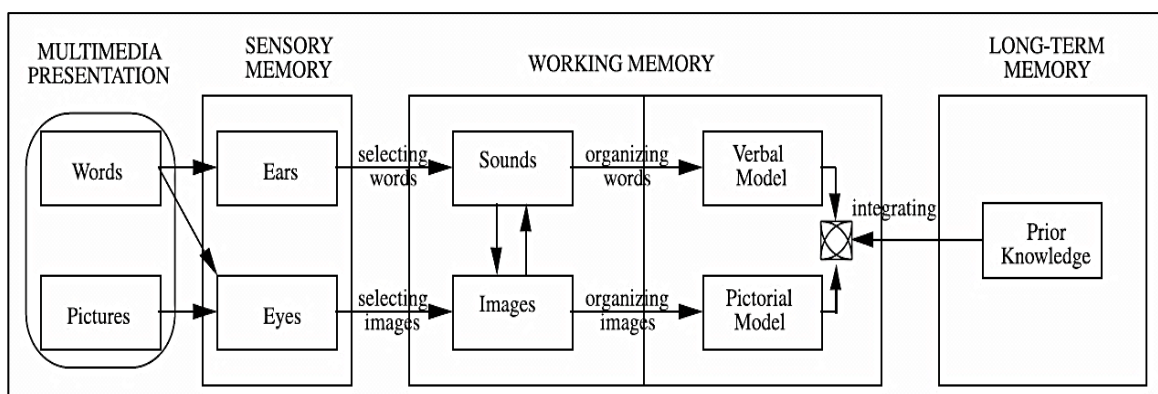 MULTIMEDIA
PRESENTATION
SENSORY
MEMORY
WORKING MEMORY
LONG-TERM
MEMORY
Words
Ears
selecting
words
Sounds
organizing
words
Verbal
Model
integrating
Prior
Knowledge
Pictures
Eyes
selecting
images
Images
organizing
images
Pictorial
Model